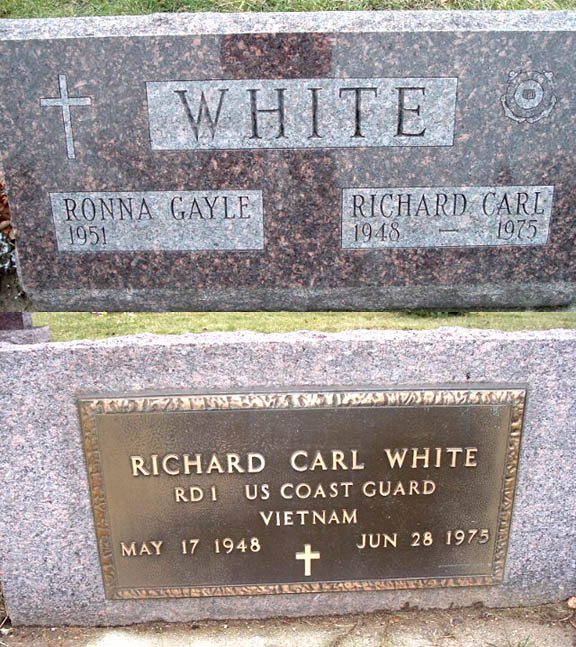 WHITE
RONNA GAYLE
1951
RICHARD CARL
1948 — 1975
RICHARD CARL WHITE
RD1 US COAST GUARD
VIETNAM
MAY 17 1948 JUN 28 1975